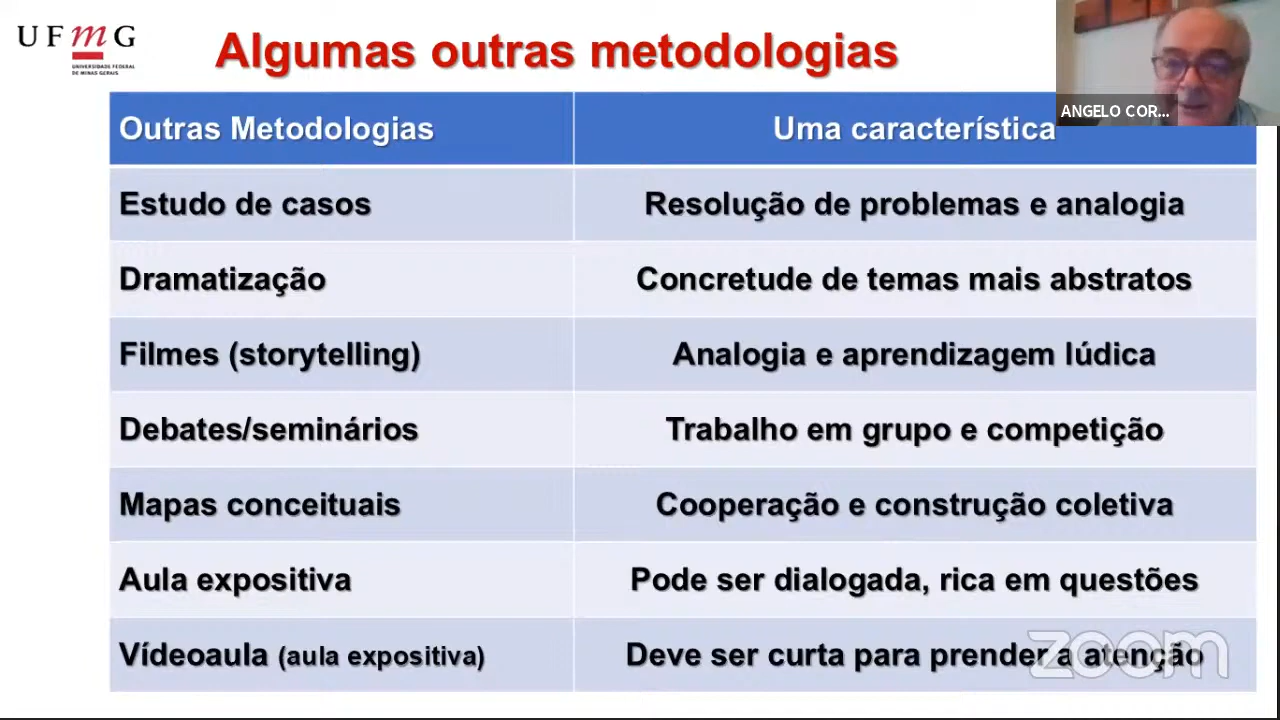 UFmG
UNIVERSIDADE FEDERAL
DE MINAS GERAIS
Algumas outras metodologias
ANGELO COR...
Outras Metodologias Uma característica
Estudo de casos Resolução de problemas e analogia
Dramatização Concretude de temas mais abstratos
Filmes (storytelling) Analogia e aprendizagem lúdica
Debates/seminários Trabalho em grupo e competição
Mapas conceituais Cooperação e construção coletiva
Aula expositiva Pode ser dialogada, rica em questões
Vídeoaula (aula expositiva) Deve ser curta para prender a atenção
zoom